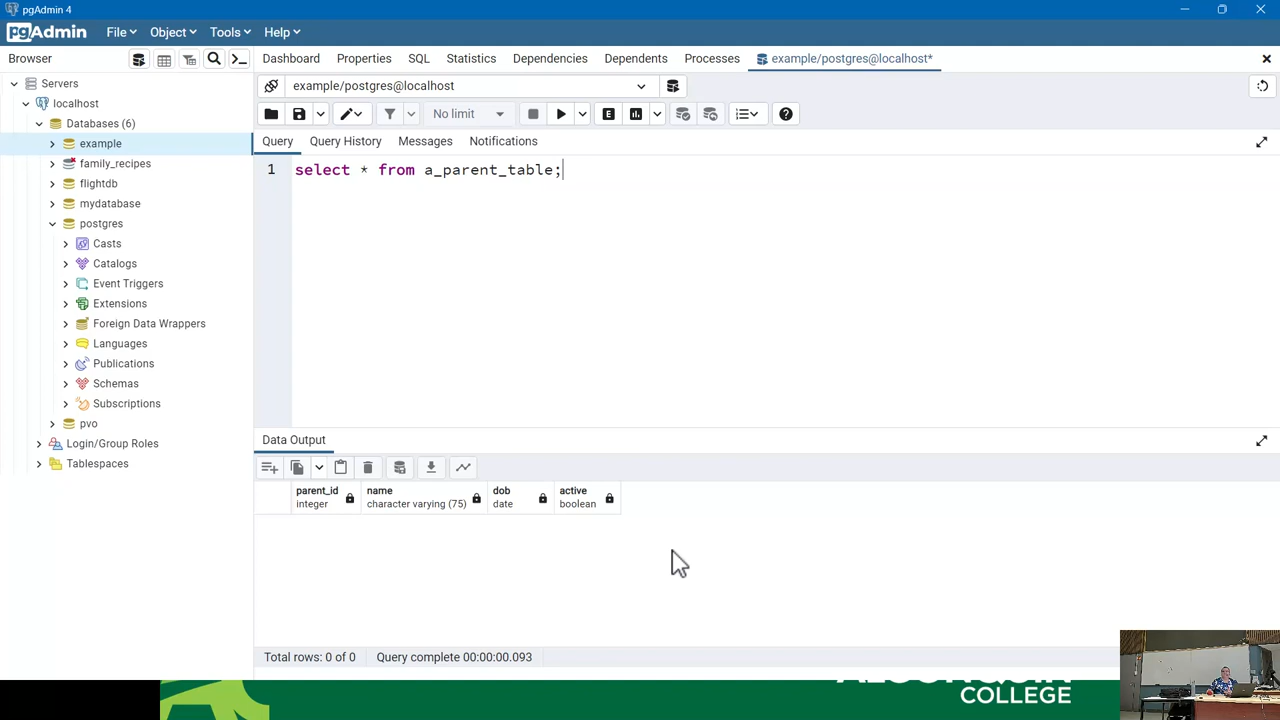 pgAdmin 4
pgAdmin File Object Tools Help
Browser
Dashboard Properties SQL Statistics Dependencies Dependents Processes example/postgres@localhost*
Servers
localhost
Databases (6)
example
family_recipes
flightdb
mydatabase
postgres
Casts
Catalogs
Event Triggers
Extensions
Foreign Data Wrappers
Languages
Publications
Schemas
Subscriptions
pvo
Login/Group Roles
Tablespaces
example/postgres@localhost
No limit
E
Query Query History Messages Notifications
1 select * from a_parent_table;
Data Output
parent_id name dob active
integer character varying (75) date boolean
Total rows: 0 of 0 Query complete 00:00:00.093
COLLEGE